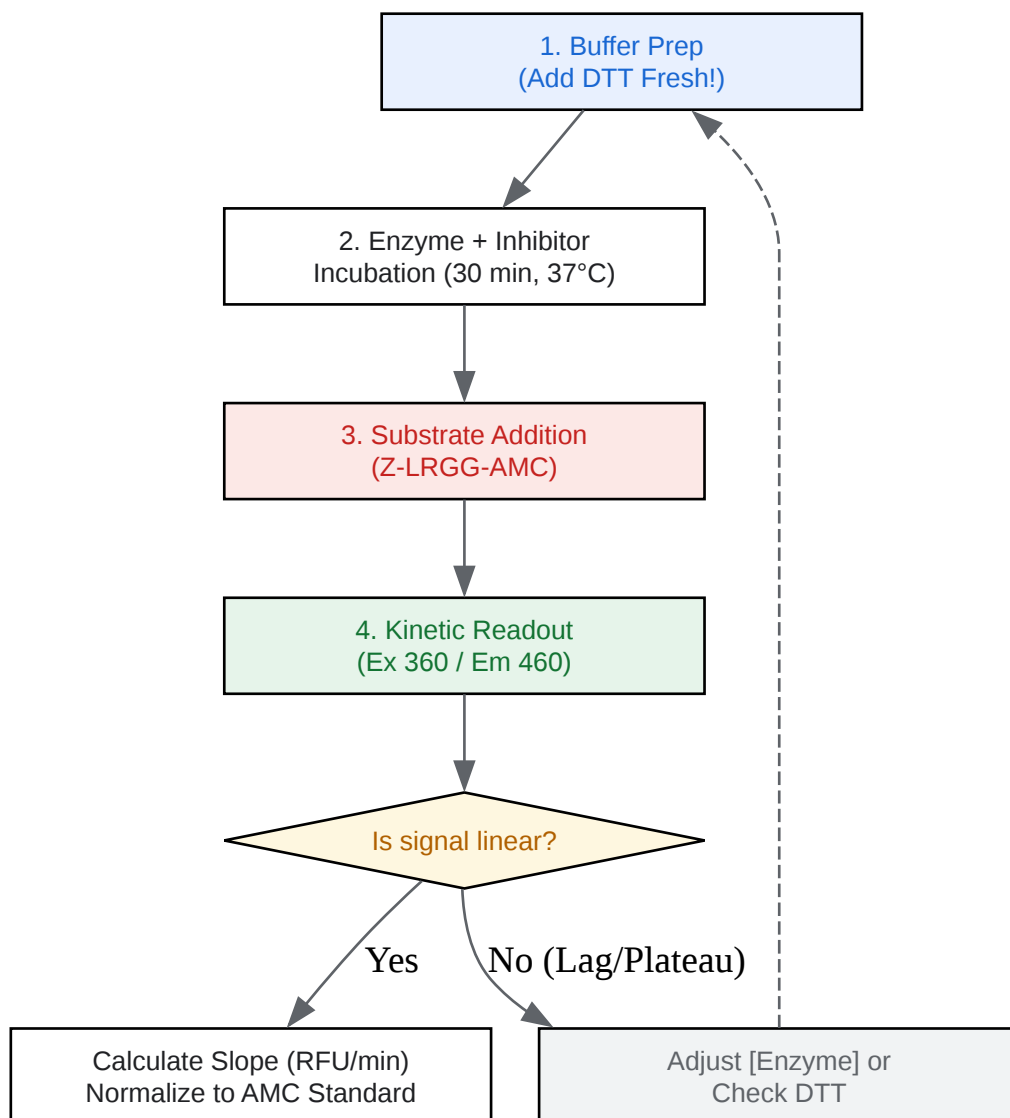 1. Buffer Prep
(Add DTT Fresh!)
2. Enzyme + Inhibitor
Incubation (30 min, 37°C)
3. Substrate Addition
(Z-LRGG-AMC)
4. Kinetic Readout
(Ex 360 / Em 460)
Is signal linear?
Yes
No (Lag/Plateau)
Calculate Slope (RFU/min)
Normalize to AMC Standard
Adjust [Enzyme] or
Check DTT